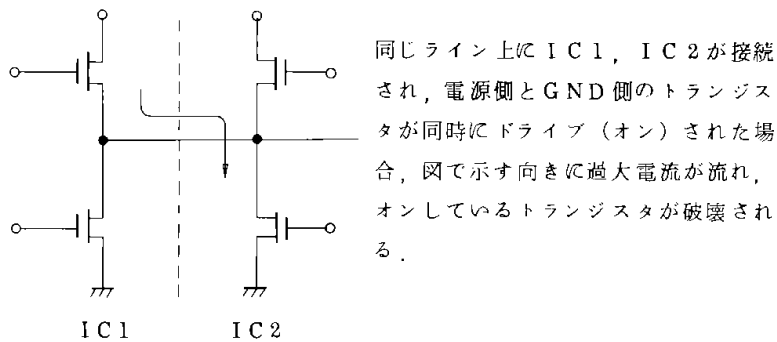 同じライン上にIC1，IC2が接続
され，電源側とGND側のトランジス
タが同時にドライブ（オン）された場
合，図で示す向きに過大電流が流れ，
オンしているトランジスタが破壊され
る．
IC1
IC2